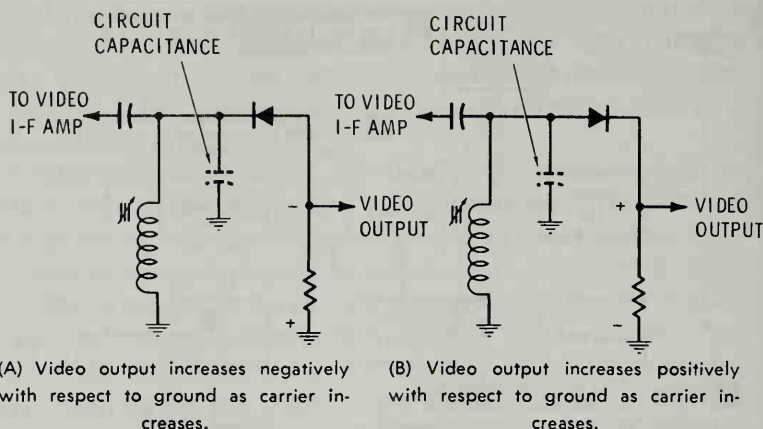 CIRCUIT
CAPACITANCE
TO VIDEO
I-F AMP
-
VIDEO
OUTPUT
+
(A) Video output increases negatively
with respect to ground as carrier in-
creases.
CIRCUIT
CAPACITANCE
TO VIDEO
I-F AMP
+
VIDEO
OUTPUT
-
(B) Video output increases positively
with respect to ground as carrier in-
creases.